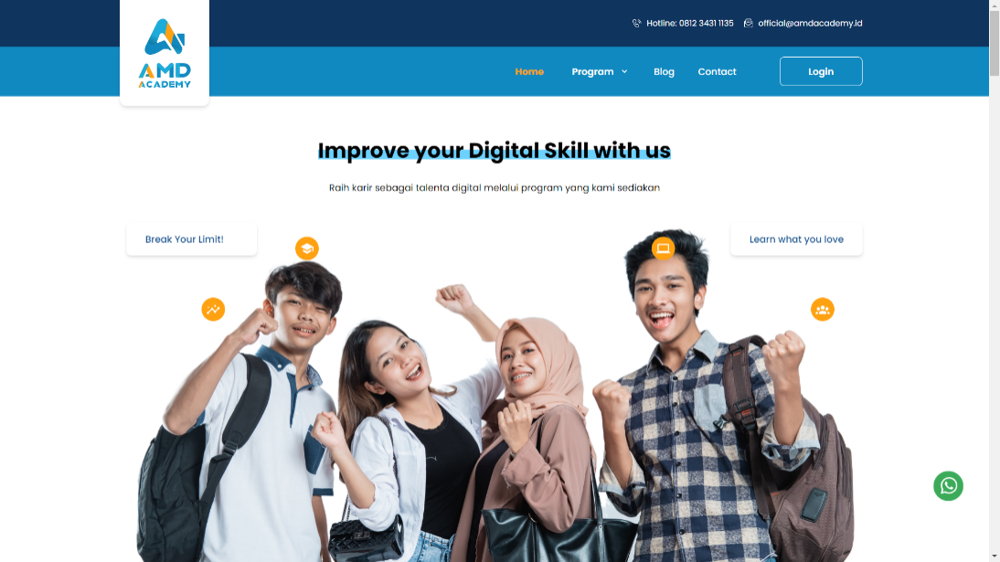 Hotline: 0812 3431 1135 official@amdacademy.id
AMD
ACADEMY
Home Program Blog Contact Login
Improve your Digital Skill with us
Raih karir sebagai talenta digital melalui program yang kami sediakan
Break Your Limit!
Learn what you love